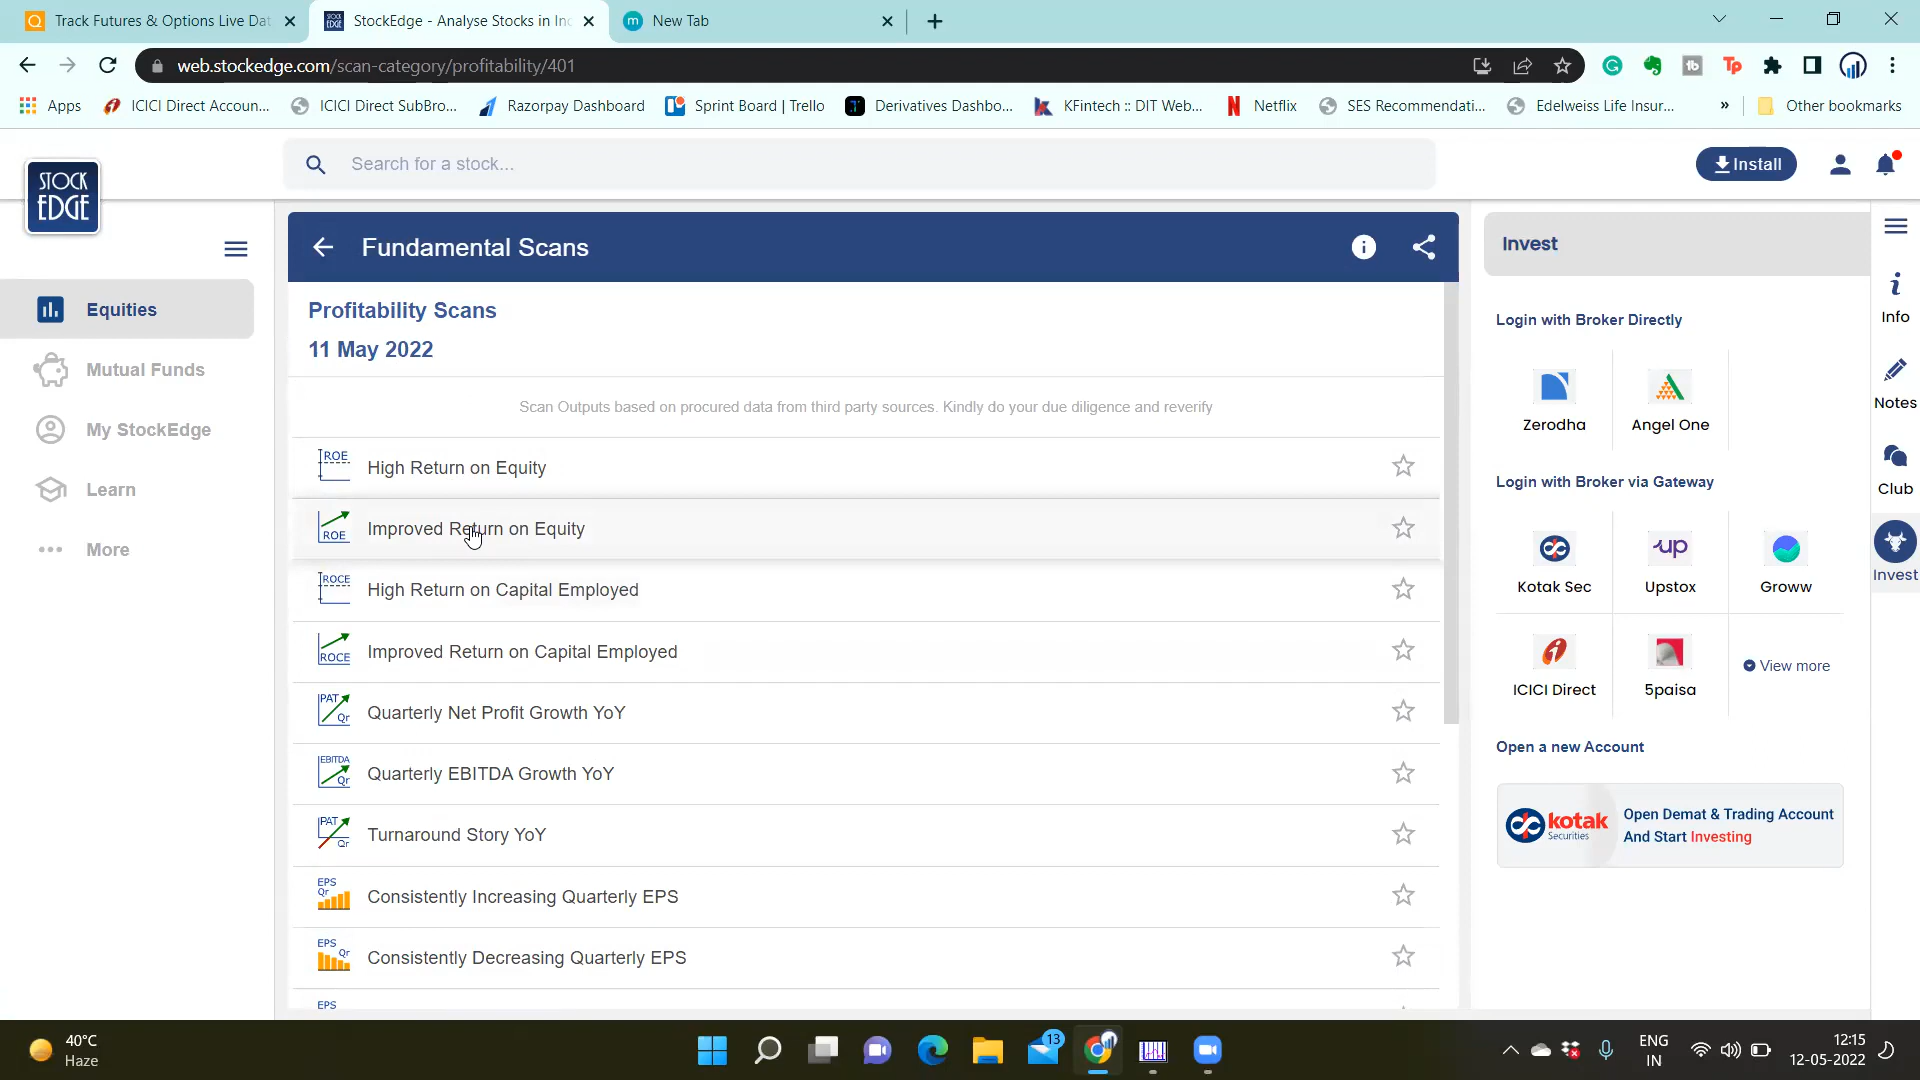 Track Futures & Options Live Dat
StockEdge - Analyse Stocks in Inc
New Tab
web.stockedge.com/scan-category/profitability/401
Apps
ICICI Direct Accoun...
ICICI Direct SubBro...
Razorpay Dashboard
Sprint Board | Trello
Derivatives Dashbo...
KFintech :: DIT Web...
Netflix
SES Recommendati...
Edelweiss Life Insur...
»
Other bookmarks
STOCK
EDGE
Search for a stock...
Install
Equities
Mutual Funds
My StockEdge
Learn
More
Fundamental Scans
Profitability Scans
11 May 2022
Scan Outputs based on procured data from third party sources. Kindly do your due diligence and reverify
ROE
High Return on Equity
ROE
Improved Return on Equity
ROCE
High Return on Capital Employed
ROCE
Improved Return on Capital Employed
PAT
Qr
Quarterly Net Profit Growth YoY
EBITDA
Qr
Quarterly EBITDA Growth YoY
PAT
Qr
Turnaround Story YoY
EPS
Qr
Consistently Increasing Quarterly EPS
EPS
Qr
Consistently Decreasing Quarterly EPS
EPS
Invest
Login with Broker Directly
Zerodha
Angel One
Login with Broker via Gateway
up
Kotak Sec
Upstox
Groww
ICICI Direct
5paisa
View more
Open a new Account
kotak
Securities
Open Demat & Trading Account
And Start Investing
Info
Notes
Club
Invest
40°C
Haze
13
ENG
IN
12:15
12-05-2022